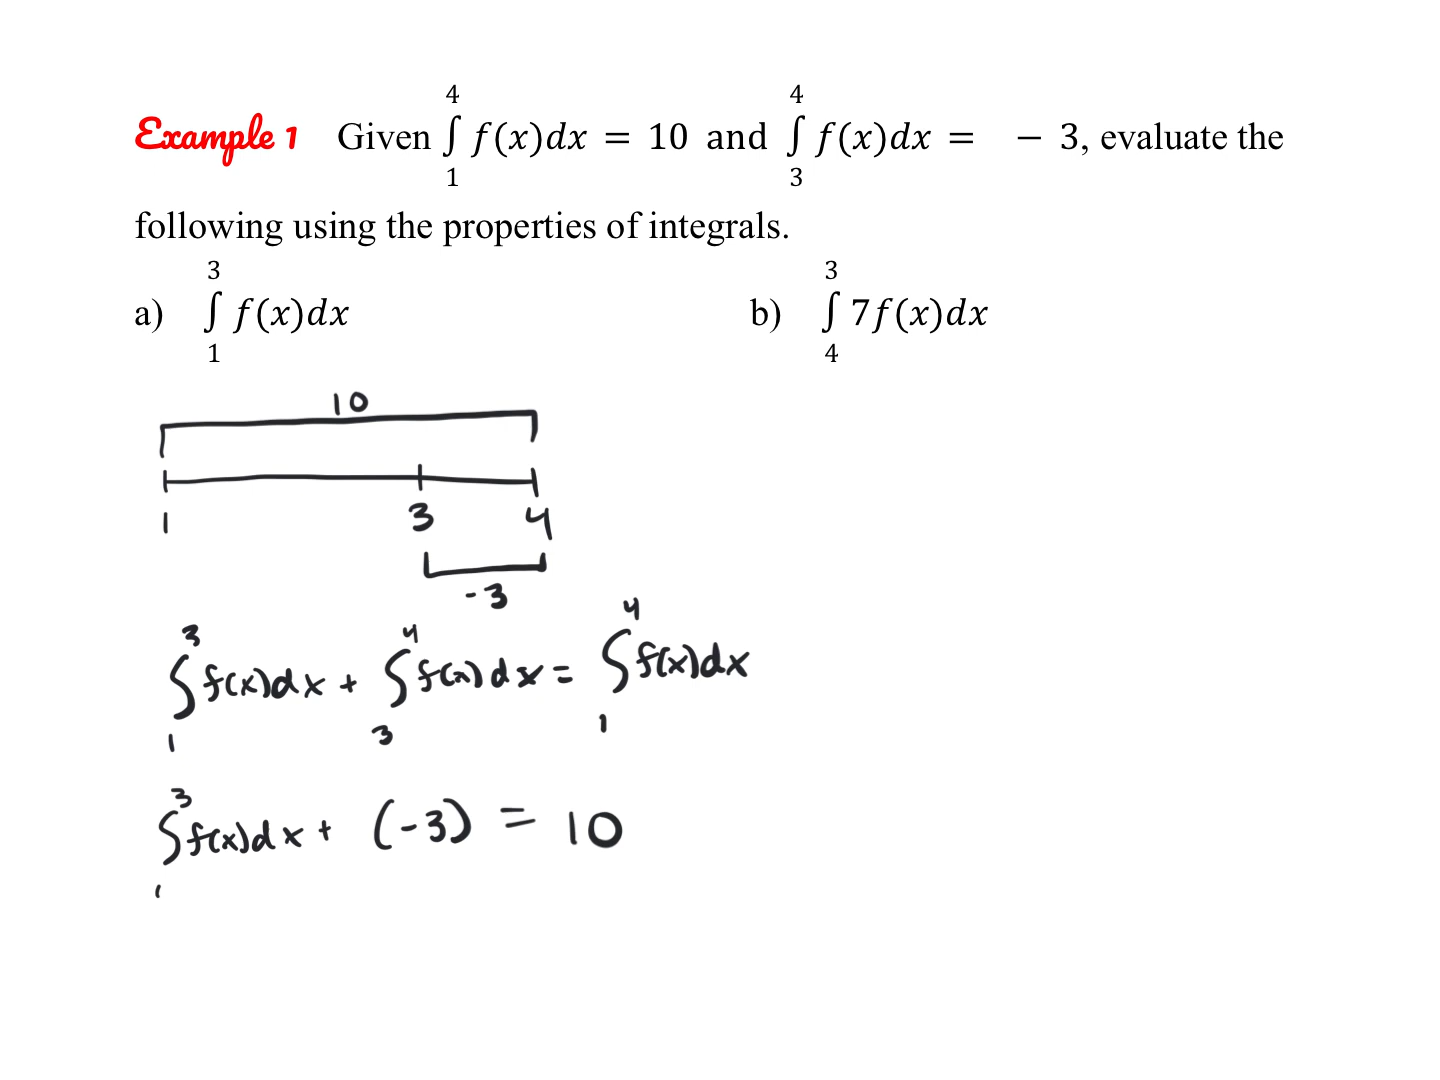 Example 1 Given ∫₁⁴ f(x)dx = 10 and ∫₃⁴ f(x)dx = − 3, evaluate the
following using the properties of integrals.
a) ∫₁³ f(x)dx b) ∫₄³ 7f(x)dx
10
1 3 4
-3
∫₁³ f(x)dx + ∫₃⁴ f(x)dx = ∫₁⁴ f(x)dx
∫₁³ f(x)dx + (-3) = 10